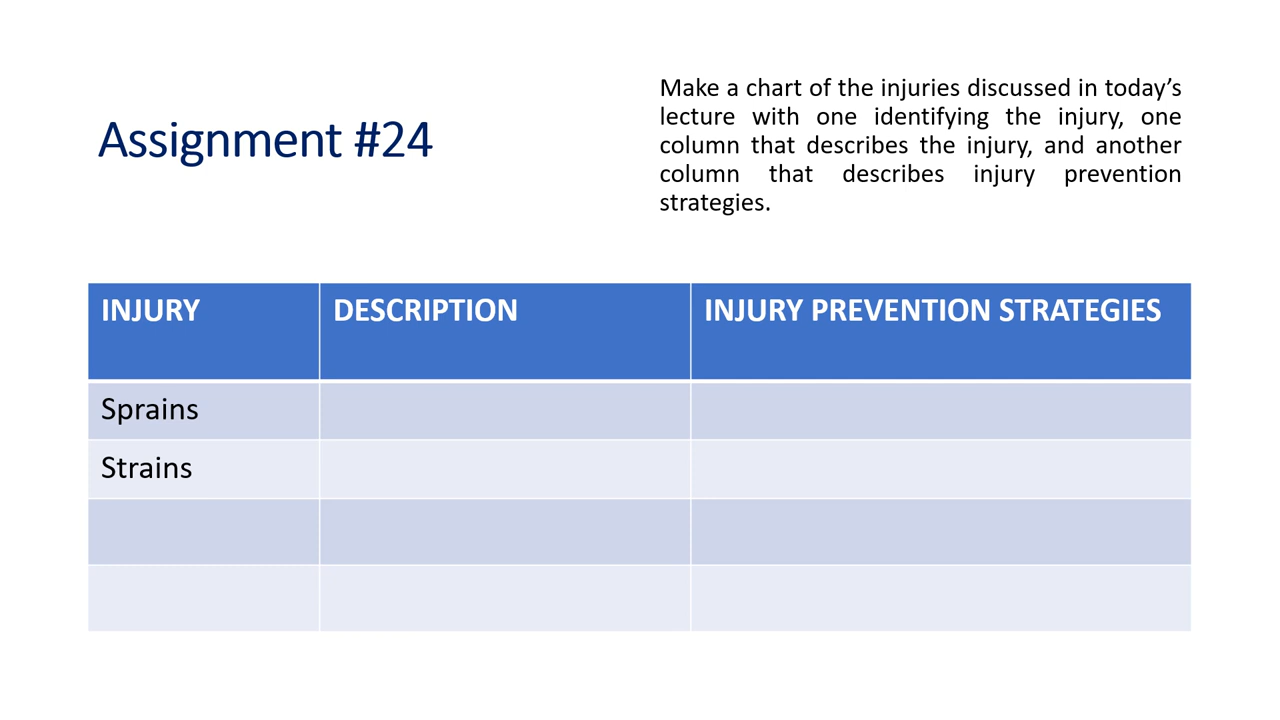 Assignment #24
Make a chart of the injuries discussed in today’s
lecture with one identifying the injury, one
column that describes the injury, and another
column that describes injury prevention
strategies.
INJURY DESCRIPTION INJURY PREVENTION STRATEGIES
Sprains
Strains